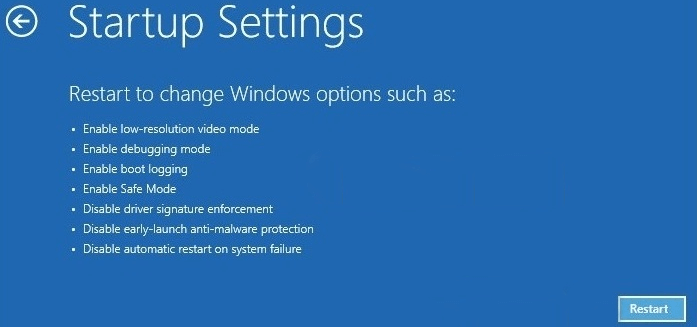 Startup Settings
Restart to change Windows options such as:
• Enable low-resolution video mode
• Enable debugging mode
• Enable boot logging
• Enable Safe Mode
• Disable driver signature enforcement
• Disable early-launch anti-malware protection
• Disable automatic restart on system failure
Restart